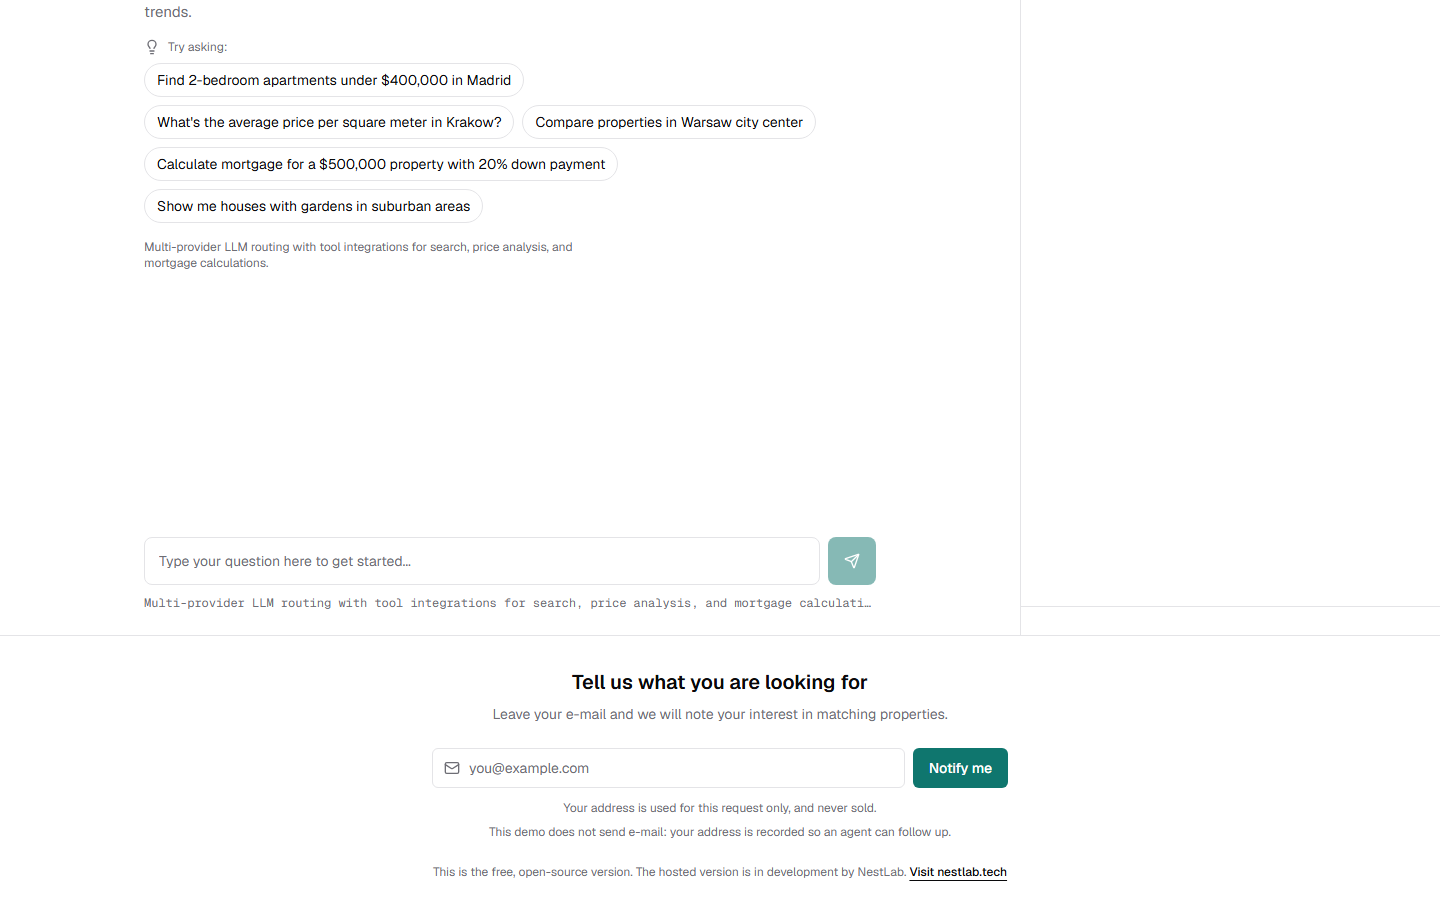 trends.
Try asking:
Find 2-bedroom apartments under $400,000 in Madrid
What's the average price per square meter in Krakow?
Compare properties in Warsaw city center
Calculate mortgage for a $500,000 property with 20% down payment
Show me houses with gardens in suburban areas
Multi-provider LLM routing with tool integrations for search, price analysis, and
mortgage calculations.
Type your question here to get started...
Multi-provider LLM routing with tool integrations for search, price analysis, and mortgage calculati…
Tell us what you are looking for
Leave your e-mail and we will note your interest in matching properties.
you@example.com
Notify me
Your address is used for this request only, and never sold.
This demo does not send e-mail: your address is recorded so an agent can follow up.
This is the free, open-source version. The hosted version is in development by NestLab. Visit nestlab.tech